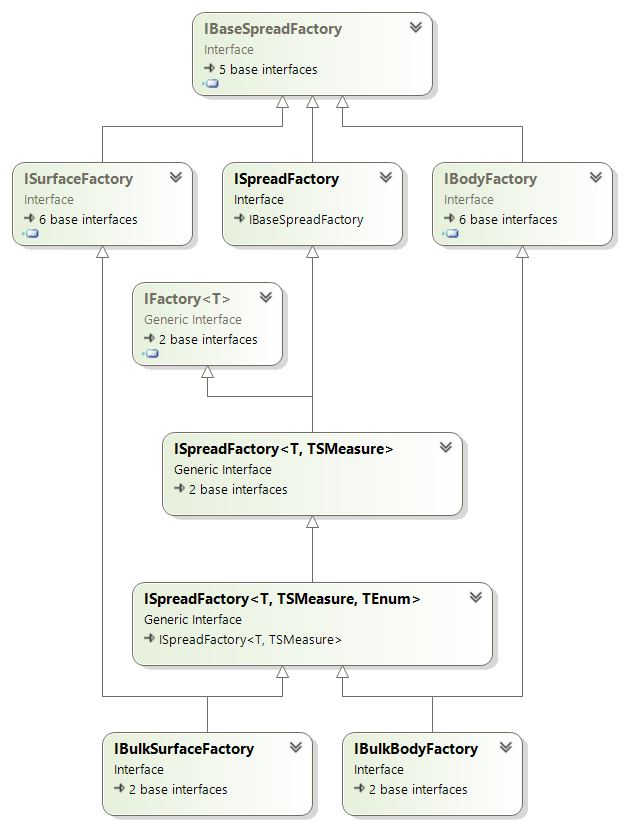 IBaseSpreadFactory
Interface
5 base interfaces
ISurfaceFactory
Interface
6 base interfaces
ISpreadFactory
Interface
IBaseSpreadFactory
IBodyFactory
Interface
6 base interfaces
IFactory<T>
Generic Interface
2 base interfaces
ISpreadFactory<T, TSMeasure>
Generic Interface
2 base interfaces
ISpreadFactory<T, TSMeasure, TEnum>
Generic Interface
ISpreadFactory<T, TSMeasure>
IBulkSurfaceFactory
Interface
2 base interfaces
IBulkBodyFactory
Interface
2 base interfaces